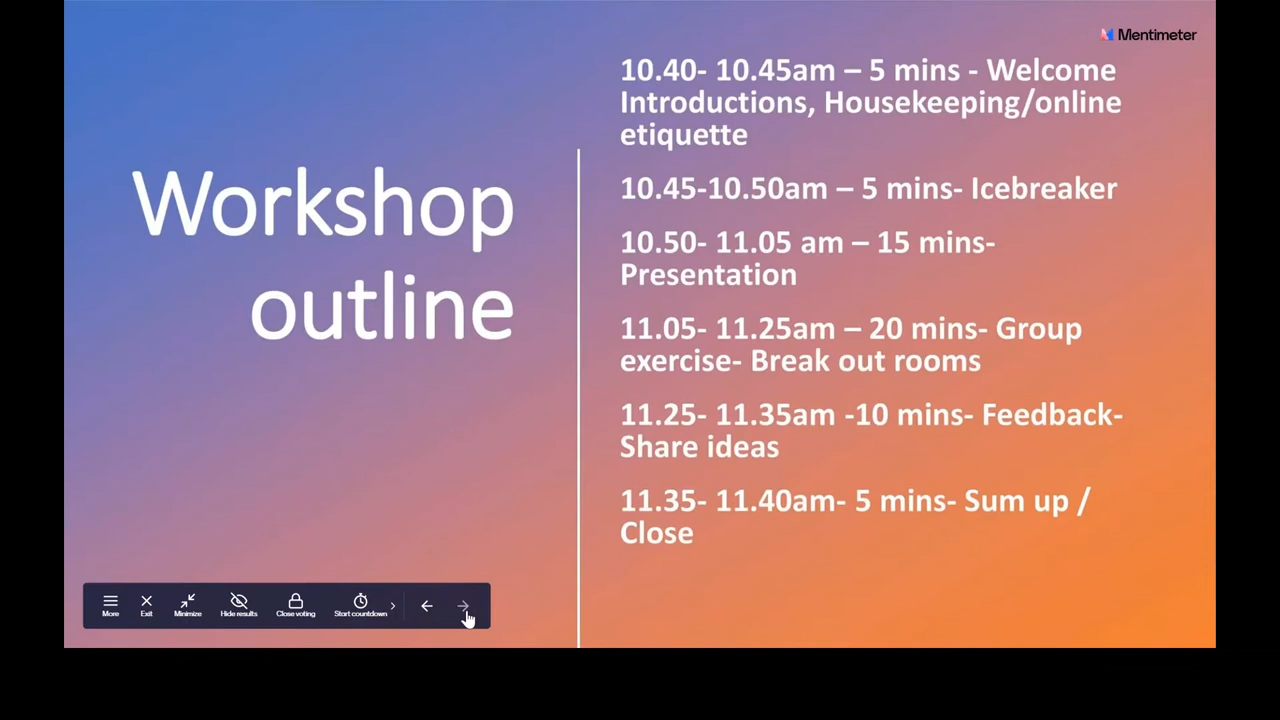 Mentimeter
Workshop
outline
10.40- 10.45am – 5 mins - Welcome
Introductions, Housekeeping/online
etiquette
10.45-10.50am – 5 mins- Icebreaker
10.50- 11.05 am – 15 mins-
Presentation
11.05- 11.25am – 20 mins- Group
exercise- Break out rooms
11.25- 11.35am -10 mins- Feedback-
Share ideas
11.35- 11.40am- 5 mins- Sum up /
Close
More Exit Minimize Hide results Close voting Start countdown